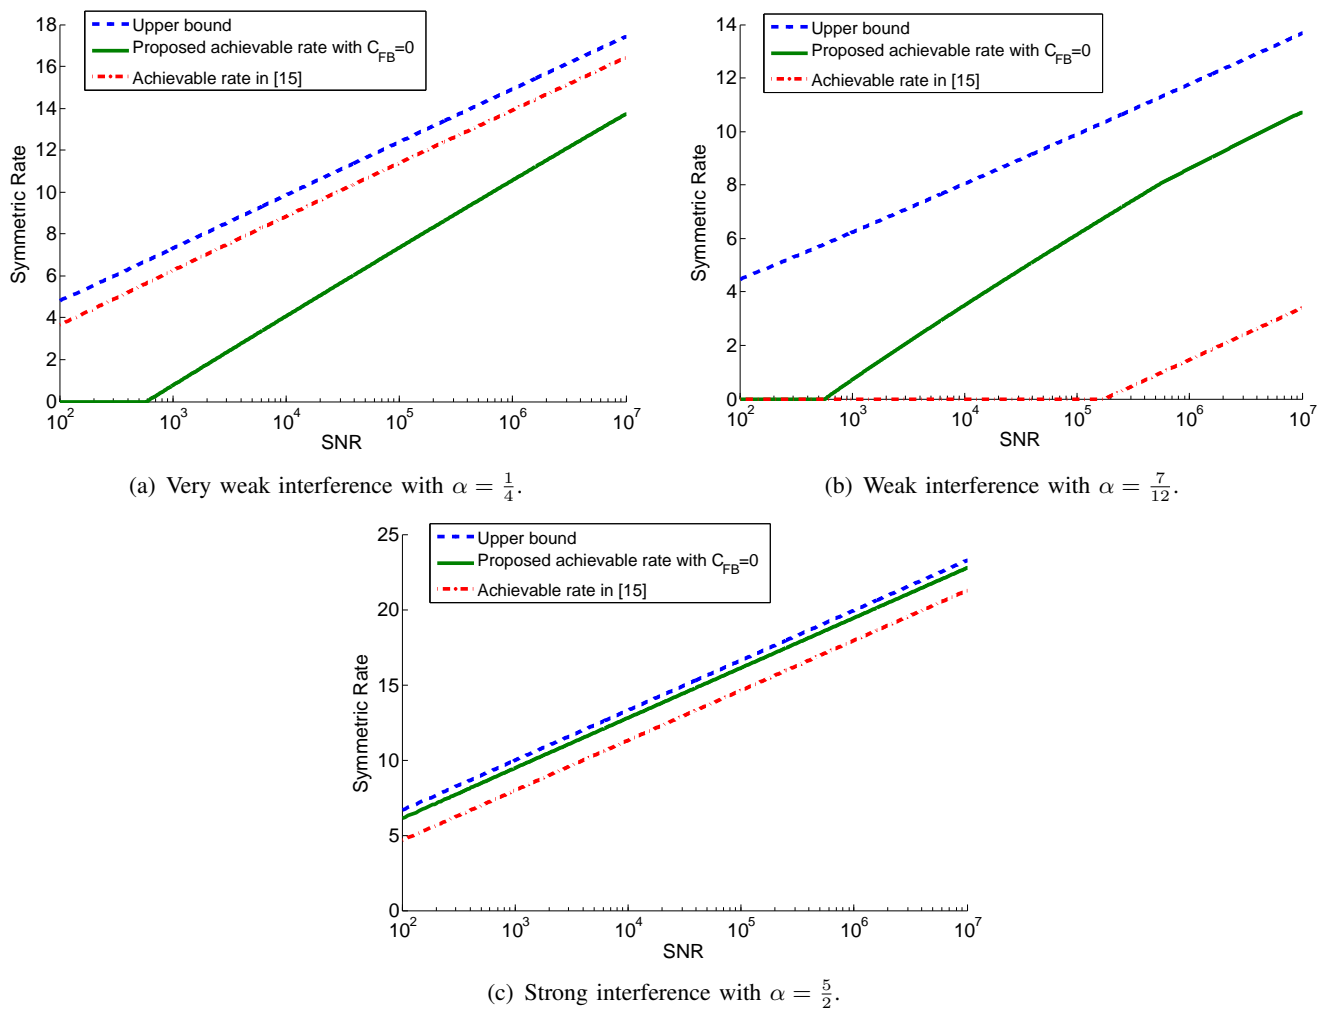 18
16
14
12
10
8
6
4
2
0
Symmetric Rate
Upper bound
Proposed achievable rate with C_FB=0
Achievable rate in [15]
10^2 10^3 10^4 10^5 10^6 10^7
SNR
(a) Very weak interference with α = 1/4.
14
12
10
8
6
4
2
0
Symmetric Rate
Upper bound
Proposed achievable rate with C_FB=0
Achievable rate in [15]
10^2 10^3 10^4 10^5 10^6 10^7
SNR
(b) Weak interference with α = 7/12.
25
20
15
10
5
0
Symmetric Rate
Upper bound
Proposed achievable rate with C_FB=0
Achievable rate in [15]
10^2 10^3 10^4 10^5 10^6 10^7
SNR
(c) Strong interference with α = 5/2.